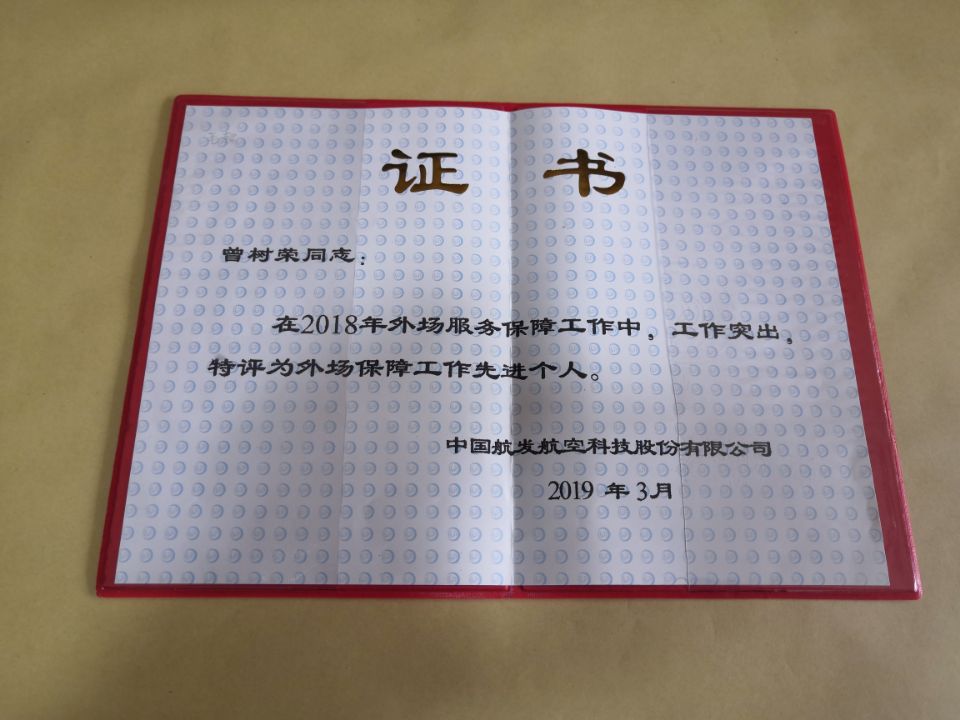 证 书
曾树荣同志：
在2018年外场服务保障工作中，工作突出，
特评为外场保障工作先进个人。
中国航发航空科技股份有限公司
2019 年 3月